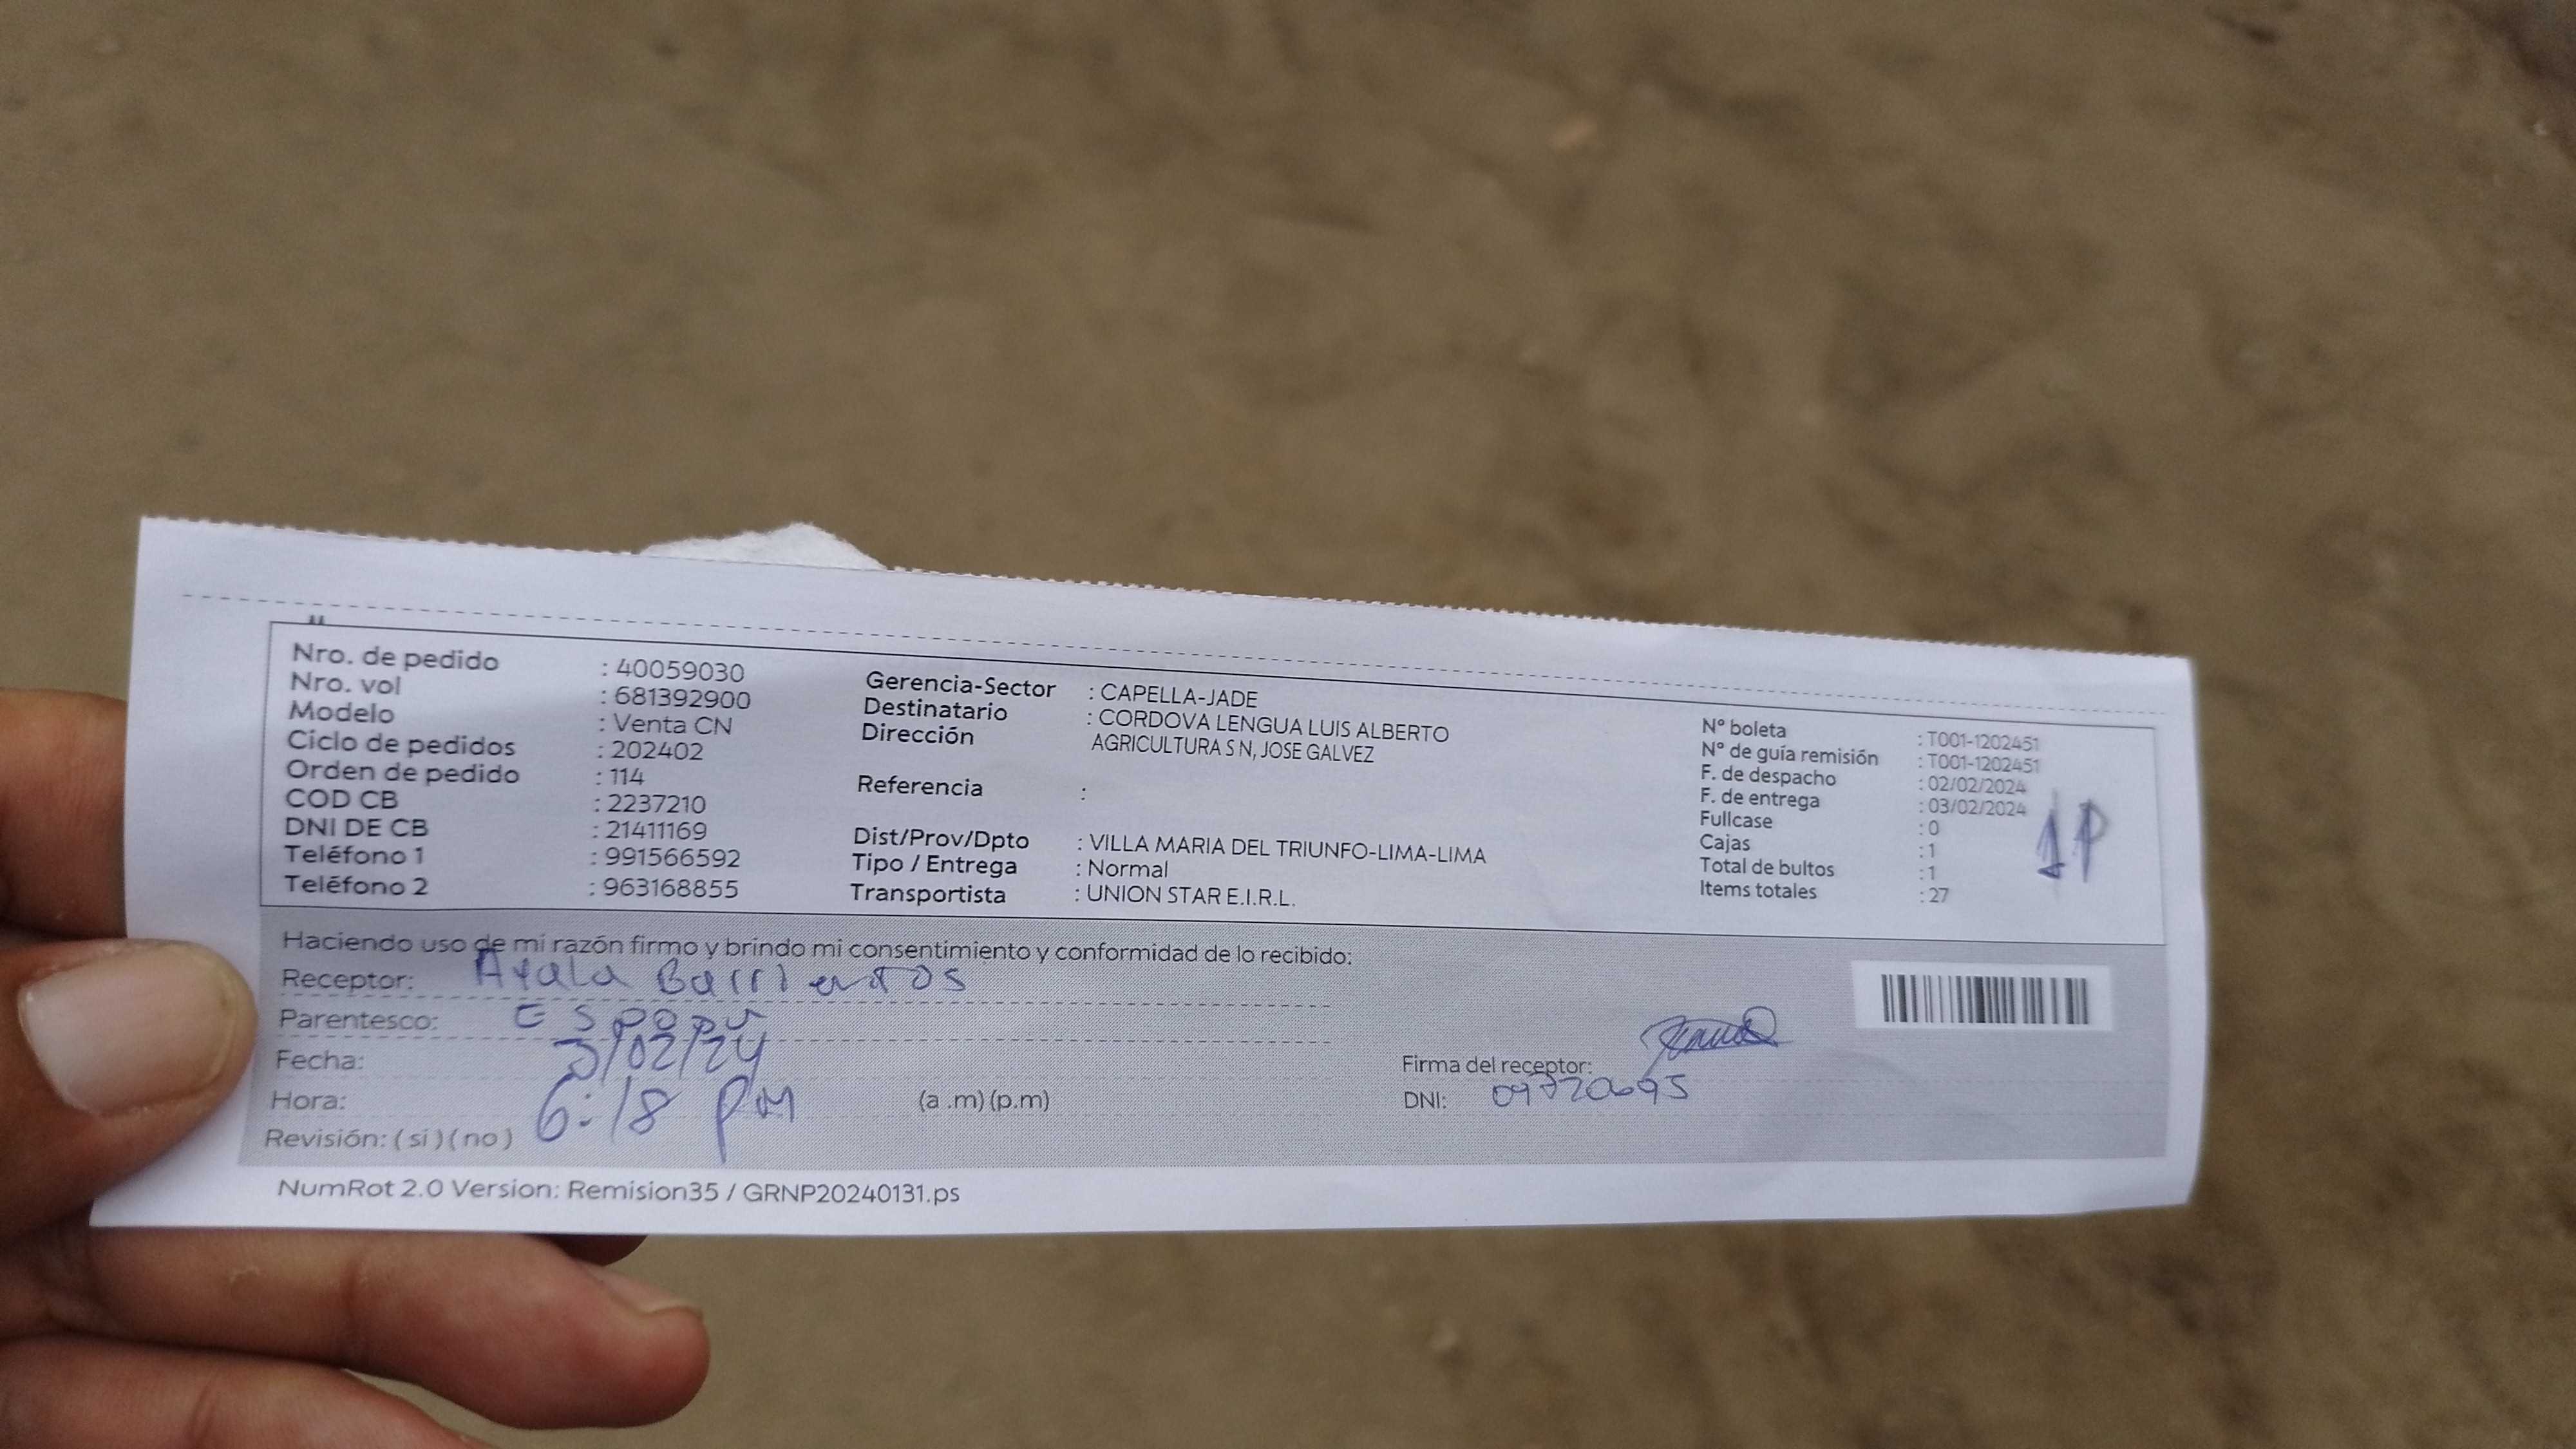 Nro. de pedido : 40059030
Nro. vol : 681392900
Modelo : Venta CN
Ciclo de pedidos : 202402
Orden de pedido : 114
COD CB : 2237210
DNI DE CB : 21411169
Teléfono 1 : 991566592
Teléfono 2 : 963168855
Gerencia-Sector : CAPELLA-JADE
Destinatario : CORDOVA LENGUA LUIS ALBERTO
Dirección AGRICULTURA S N, JOSE GALVEZ
Referencia :
Dist/Prov/Dpto : VILLA MARIA DEL TRIUNFO-LIMA-LIMA
Tipo / Entrega : Normal
Transportista : UNION STAR E.I.R.L.
N° boleta : T001-1202451
N° de guía remisión : T001-1202451
F. de despacho : 02/02/2024
F. de entrega : 03/02/2024
Fullcase : 0
Cajas : 1
Total de bultos : 1
Items totales : 27
1P
Haciendo uso de mi razón firmo y brindo mi consentimiento y conformidad de lo recibido:
Receptor: Ayala Barrientos
Parentesco:
Fecha: 3/02/24
Hora: 6:18 pm (a .m) (p.m)
Revisión: ( si ) ( no )
Firma del receptor:
DNI: 09720695
NumRot 2.0 Version: Remision35 / GRNP20240131.ps